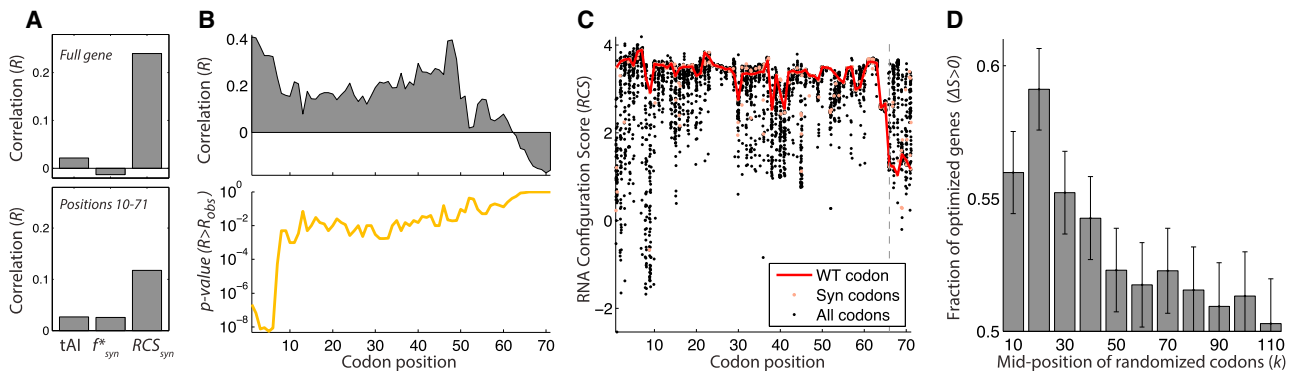 A
Full gene
Correlation (R)
0.2
0.1
0
Positions 10-71
Correlation (R)
0.2
0.1
0
tAI f*syn RCSsyn
B
Correlation (R)
0.4
0.2
0
p-value (R>Robs)
10^0
10^-2
10^-4
10^-6
10^-8
10 20 30 40 50 60 70
Codon position
C
RNA Configuration Score (RCS)
4
2
0
−2
WT codon
Syn codons
All codons
1 10 20 30 40 50 60 70
Codon position
D
Fraction of optimized genes (ΔS>0)
0.6
0.55
0.5
10 30 50 70 90 110
Mid-position of randomized codons (k)